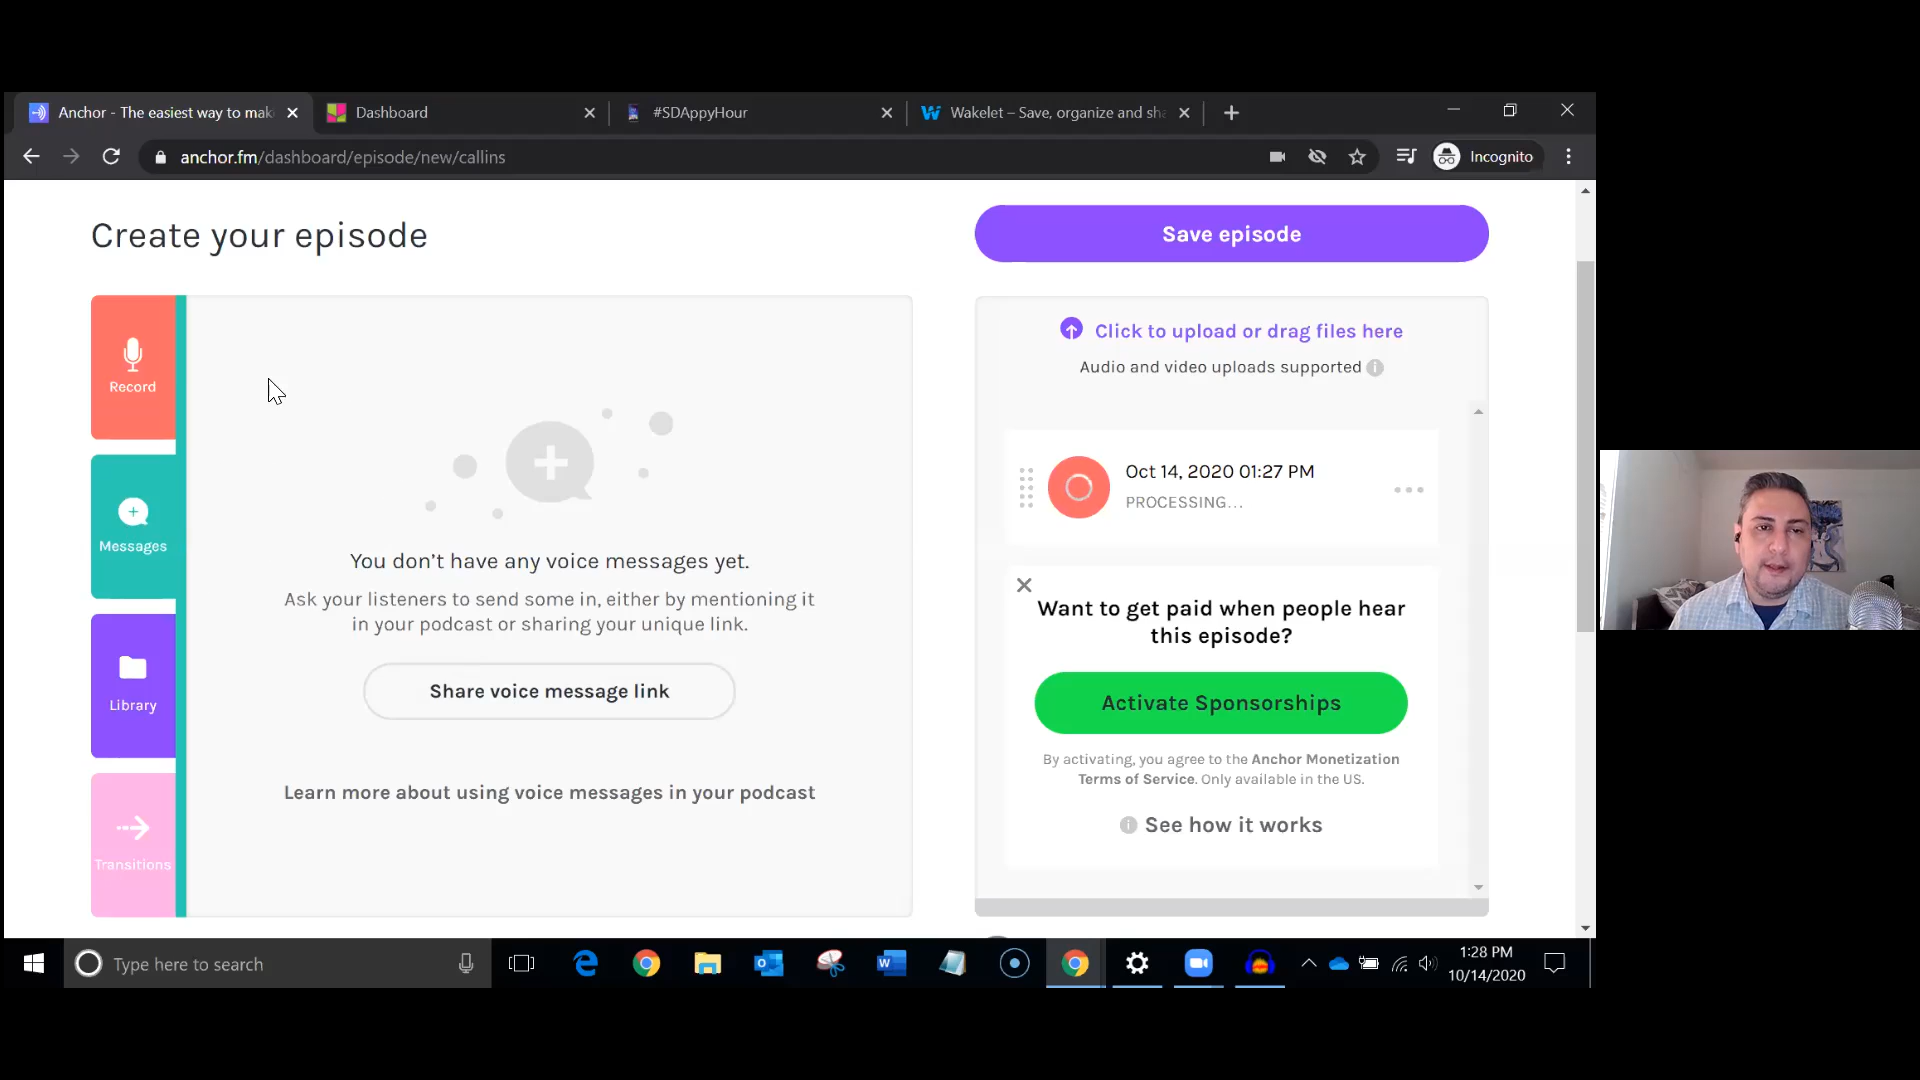 Anchor - The easiest way to mak
Dashboard
#SDAppyHour
Wakelet – Save, organize and sha
anchor.fm/dashboard/episode/new/callins
Incognito
Create your episode
Save episode
Record
Messages
Library
Transitions
You don't have any voice messages yet.
Ask your listeners to send some in, either by mentioning it
in your podcast or sharing your unique link.
Share voice message link
Learn more about using voice messages in your podcast
Click to upload or drag files here
Audio and video uploads supported
Oct 14, 2020 01:27 PM
PROCESSING...
Want to get paid when people hear
this episode?
Activate Sponsorships
By activating, you agree to the Anchor Monetization
Terms of Service. Only available in the US.
See how it works
Type here to search
1:28 PM
10/14/2020